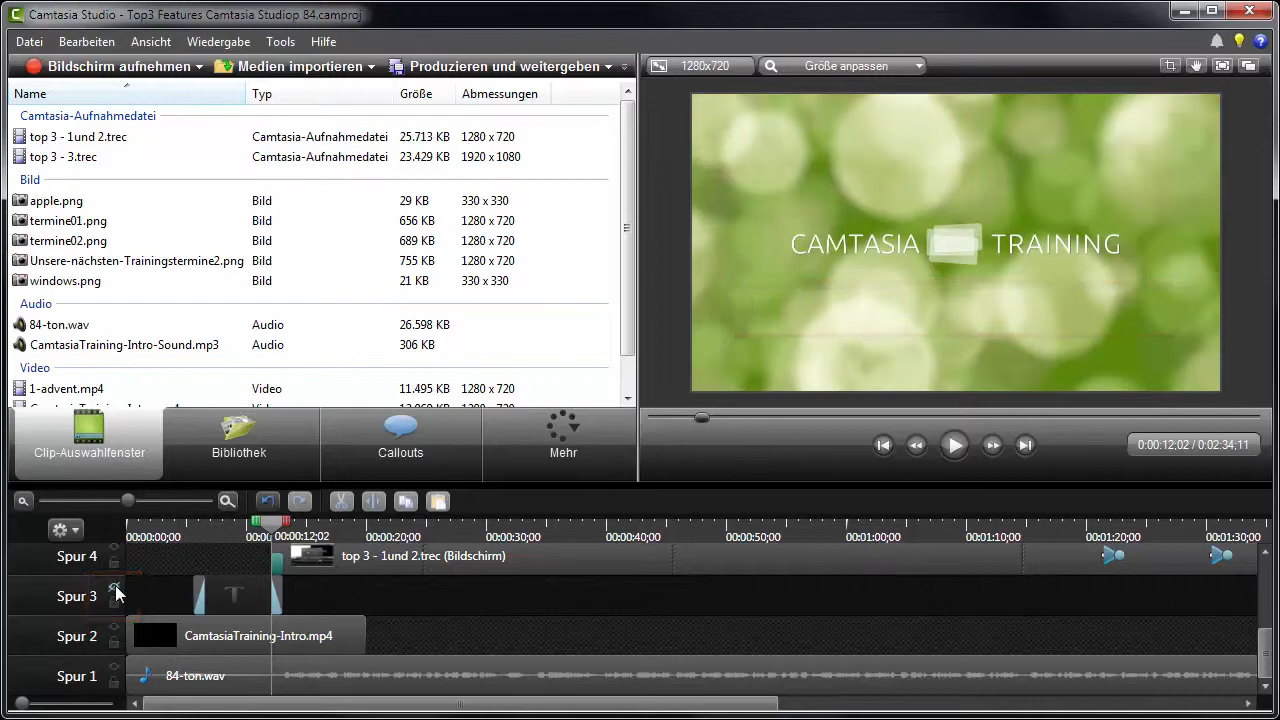 Camtasia Studio - Top3 Features Camtasia Studiop 84.camproj
Datei Bearbeiten Ansicht Wiedergabe Tools Hilfe
Bildschirm aufnehmen Medien importieren Produzieren und weitergeben 1280x720 Größe anpassen
Name Typ Größe Abmessungen
Camtasia-Aufnahmedatei
top 3 - 1und 2.trec Camtasia-Aufnahmedatei 25.713 KB 1280 x 720
top 3 - 3.trec Camtasia-Aufnahmedatei 23.429 KB 1920 x 1080
Bild
apple.png Bild 29 KB 330 x 330
termine01.png Bild 656 KB 1280 x 720
termine02.png Bild 689 KB 1280 x 720
Unsere-nächsten-Trainingstermine2.png Bild 755 KB 1280 x 720
windows.png Bild 21 KB 330 x 330
Audio
84-ton.wav Audio 26.598 KB
CamtasiaTraining-Intro-Sound.mp3 Audio 306 KB
Video
1-advent.mp4 Video 11.495 KB 1280 x 720
CAMTASIA TRAINING
Clip-Auswahlfenster Bibliothek Callouts Mehr
0:00:12;02 / 0:02:34;11
00:00:00;00 00:00:12;02 00:00:20;00 00:00:30;00 00:00:40;00 00:00:50;00 00:01:00;00 00:01:10;00 00:01:30;00
Spur 4 top 3 - 1und 2.trec (Bildschirm)
Spur 3 T
Spur 2 CamtasiaTraining-Intro.mp4
Spur 1 84-ton.wav